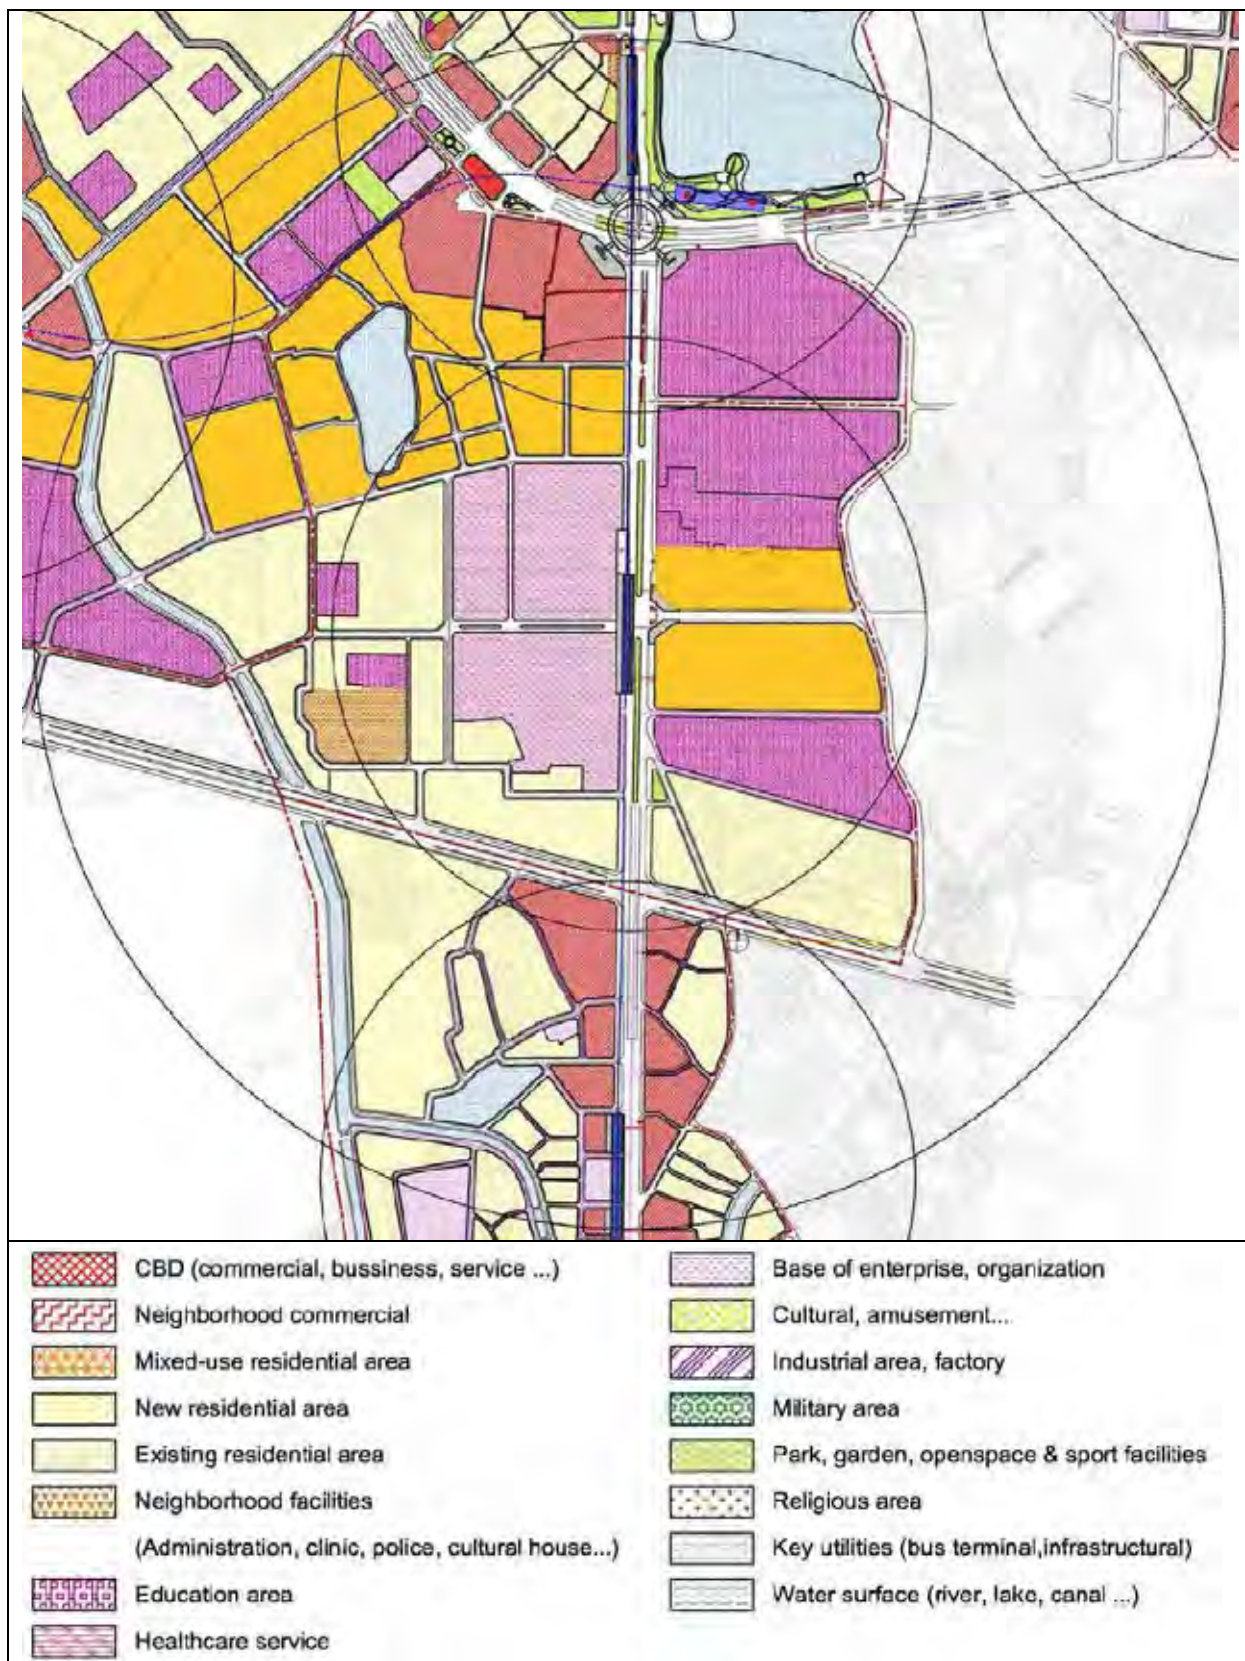 CBD (commercial, bussiness, service ...)
Neighborhood commercial
Mixed-use residential area
New residential area
Existing residential area
Neighborhood facilities
(Administration, clinic, police, cultural house...)
Education area
Healthcare service
Base of enterprise, organization
Cultural, amusement...
Industrial area, factory
Military area
Park, garden, openspace & sport facilities
Religious area
Key utilities (bus terminal,infrastructural)
Water surface (river, lake, canal ...)